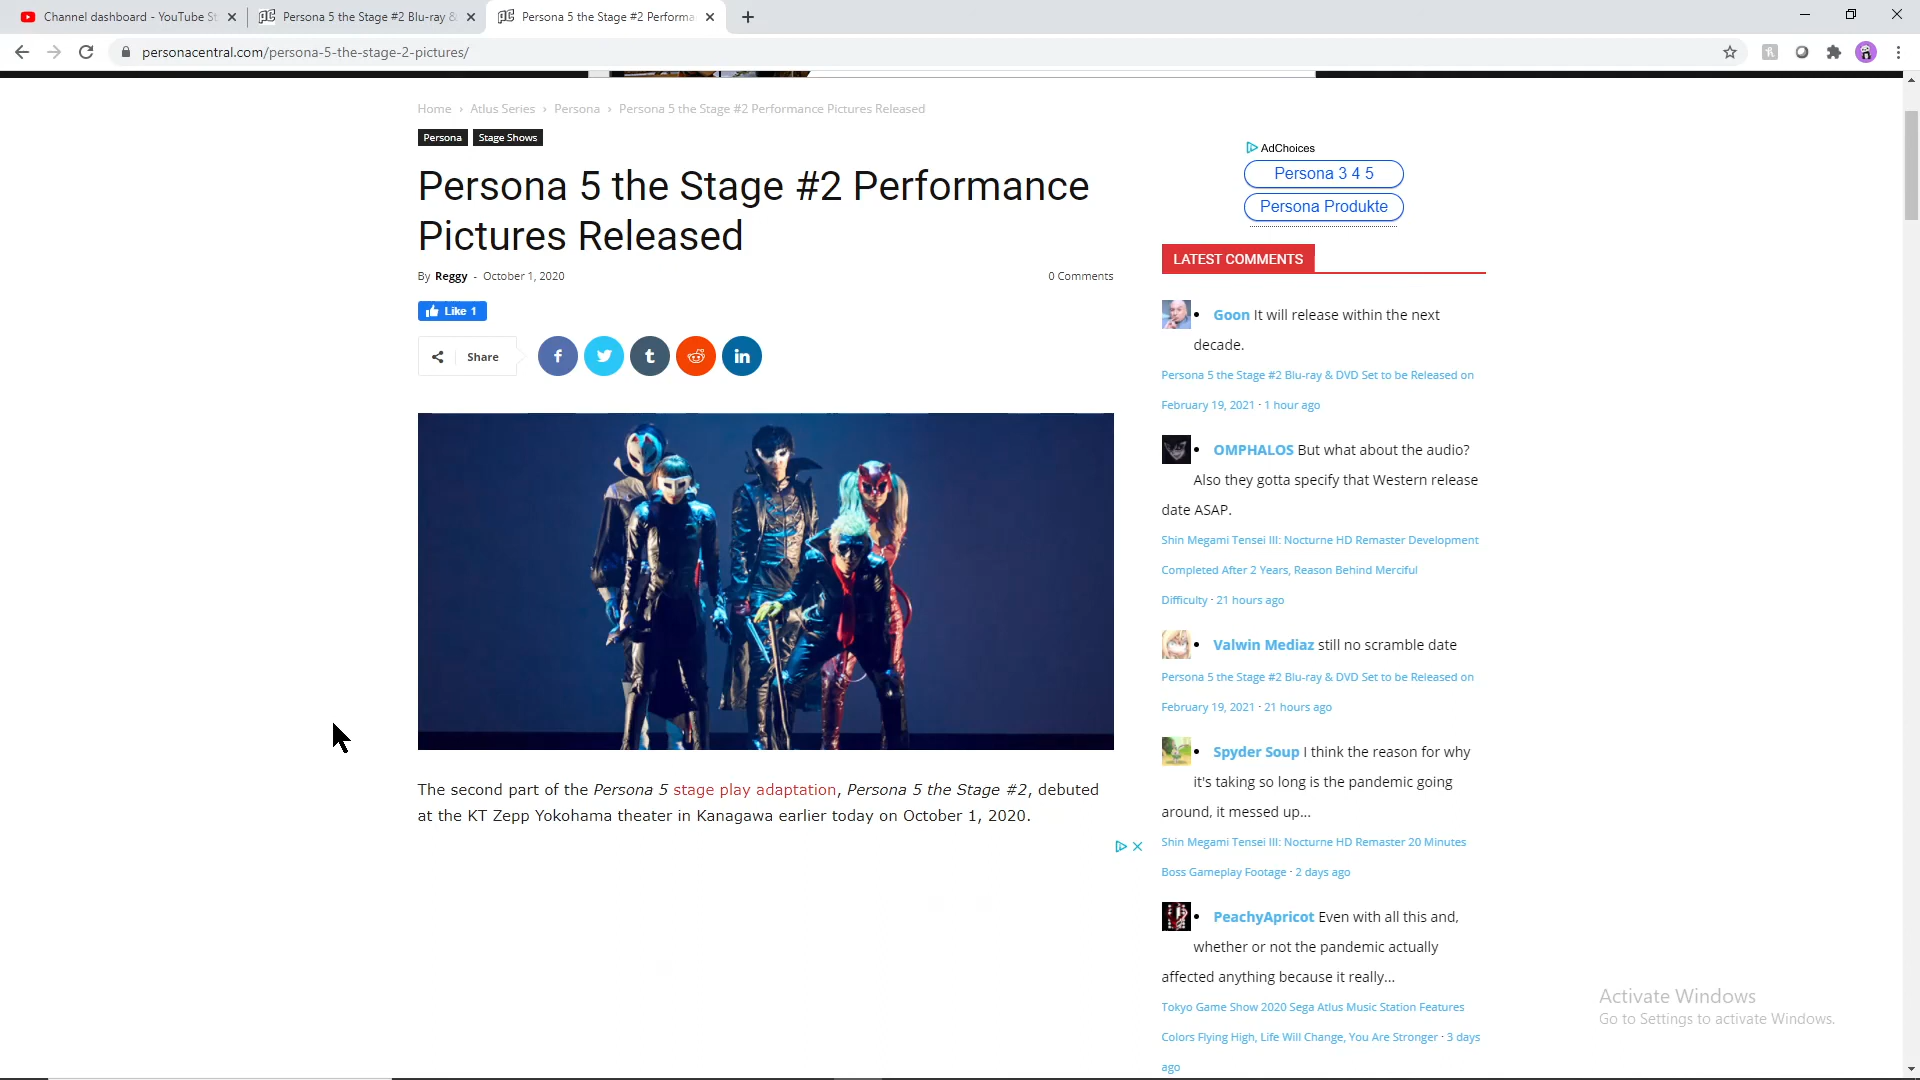 Channel dashboard - YouTube St
Persona 5 the Stage #2 Blu-ray &
Persona 5 the Stage #2 Performa
personacentral.com/persona-5-the-stage-2-pictures/
Home › Atlus Series › Persona › Persona 5 the Stage #2 Performance Pictures Released
Persona
Stage Shows
Persona 5 the Stage #2 Performance
Pictures Released
By Reggy - October 1, 2020
0 Comments
Like 1
Share
The second part of the Persona 5 stage play adaptation, Persona 5 the Stage #2, debuted
at the KT Zepp Yokohama theater in Kanagawa earlier today on October 1, 2020.
AdChoices
Persona 3 4 5
Persona Produkte
LATEST COMMENTS
• Goon It will release within the next
decade.
Persona 5 the Stage #2 Blu-ray & DVD Set to be Released on
February 19, 2021 · 1 hour ago
• OMPHALOS But what about the audio?
Also they gotta specify that Western release
date ASAP.
Shin Megami Tensei III: Nocturne HD Remaster Development
Completed After 2 Years, Reason Behind Merciful
Difficulty · 21 hours ago
• Valwin Mediaz still no scramble date
Persona 5 the Stage #2 Blu-ray & DVD Set to be Released on
February 19, 2021 · 21 hours ago
• Spyder Soup I think the reason for why
it's taking so long is the pandemic going
around, it messed up...
Shin Megami Tensei III: Nocturne HD Remaster 20 Minutes
Boss Gameplay Footage · 2 days ago
• PeachyApricot Even with all this and,
whether or not the pandemic actually
affected anything because it really...
Tokyo Game Show 2020 Sega Atlus Music Station Features
Colors Flying High, Life Will Change, You Are Stronger · 3 days
ago
Activate Windows
Go to Settings to activate Windows.